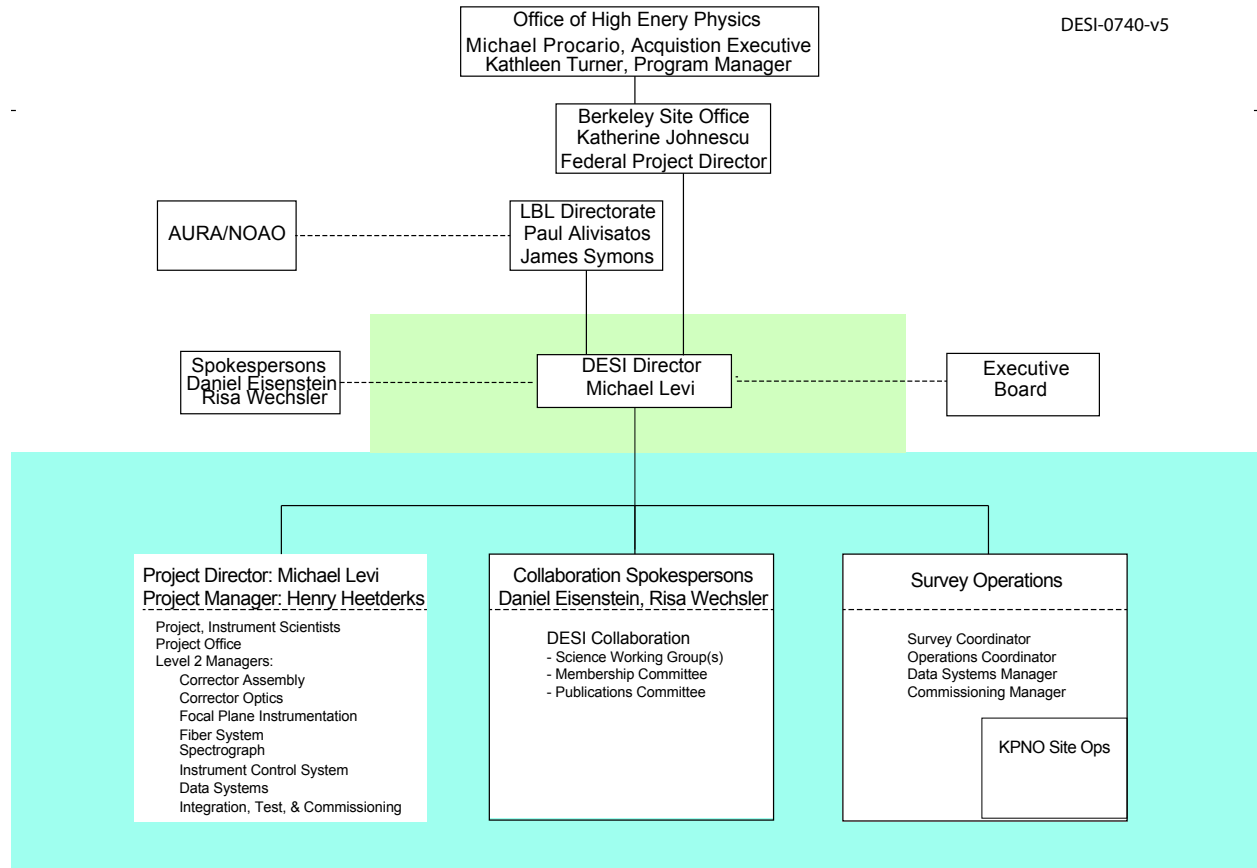 Office of High Enery Physics
Michael Procario, Acquistion Executive
Kathleen Turner, Program Manager
DESI-0740-v5
Berkeley Site Office
Katherine Johnescu
Federal Project Director
AURA/NOAO
LBL Directorate
Paul Alivisatos
James Symons
Spokespersons
Daniel Eisenstein
Risa Wechsler
DESI Director
Michael Levi
Executive
Board
Project Director: Michael Levi
Project Manager: Henry Heetderks
Project, Instrument Scientists
Project Office
Level 2 Managers:
Corrector Assembly
Corrector Optics
Focal Plane Instrumentation
Fiber System
Spectrograph
Instrument Control System
Data Systems
Integration, Test, & Commissioning
Collaboration Spokespersons
Daniel Eisenstein, Risa Wechsler
DESI Collaboration
- Science Working Group(s)
- Membership Committee
- Publications Committee
Survey Operations
Survey Coordinator
Operations Coordinator
Data Systems Manager
Commissioning Manager
KPNO Site Ops